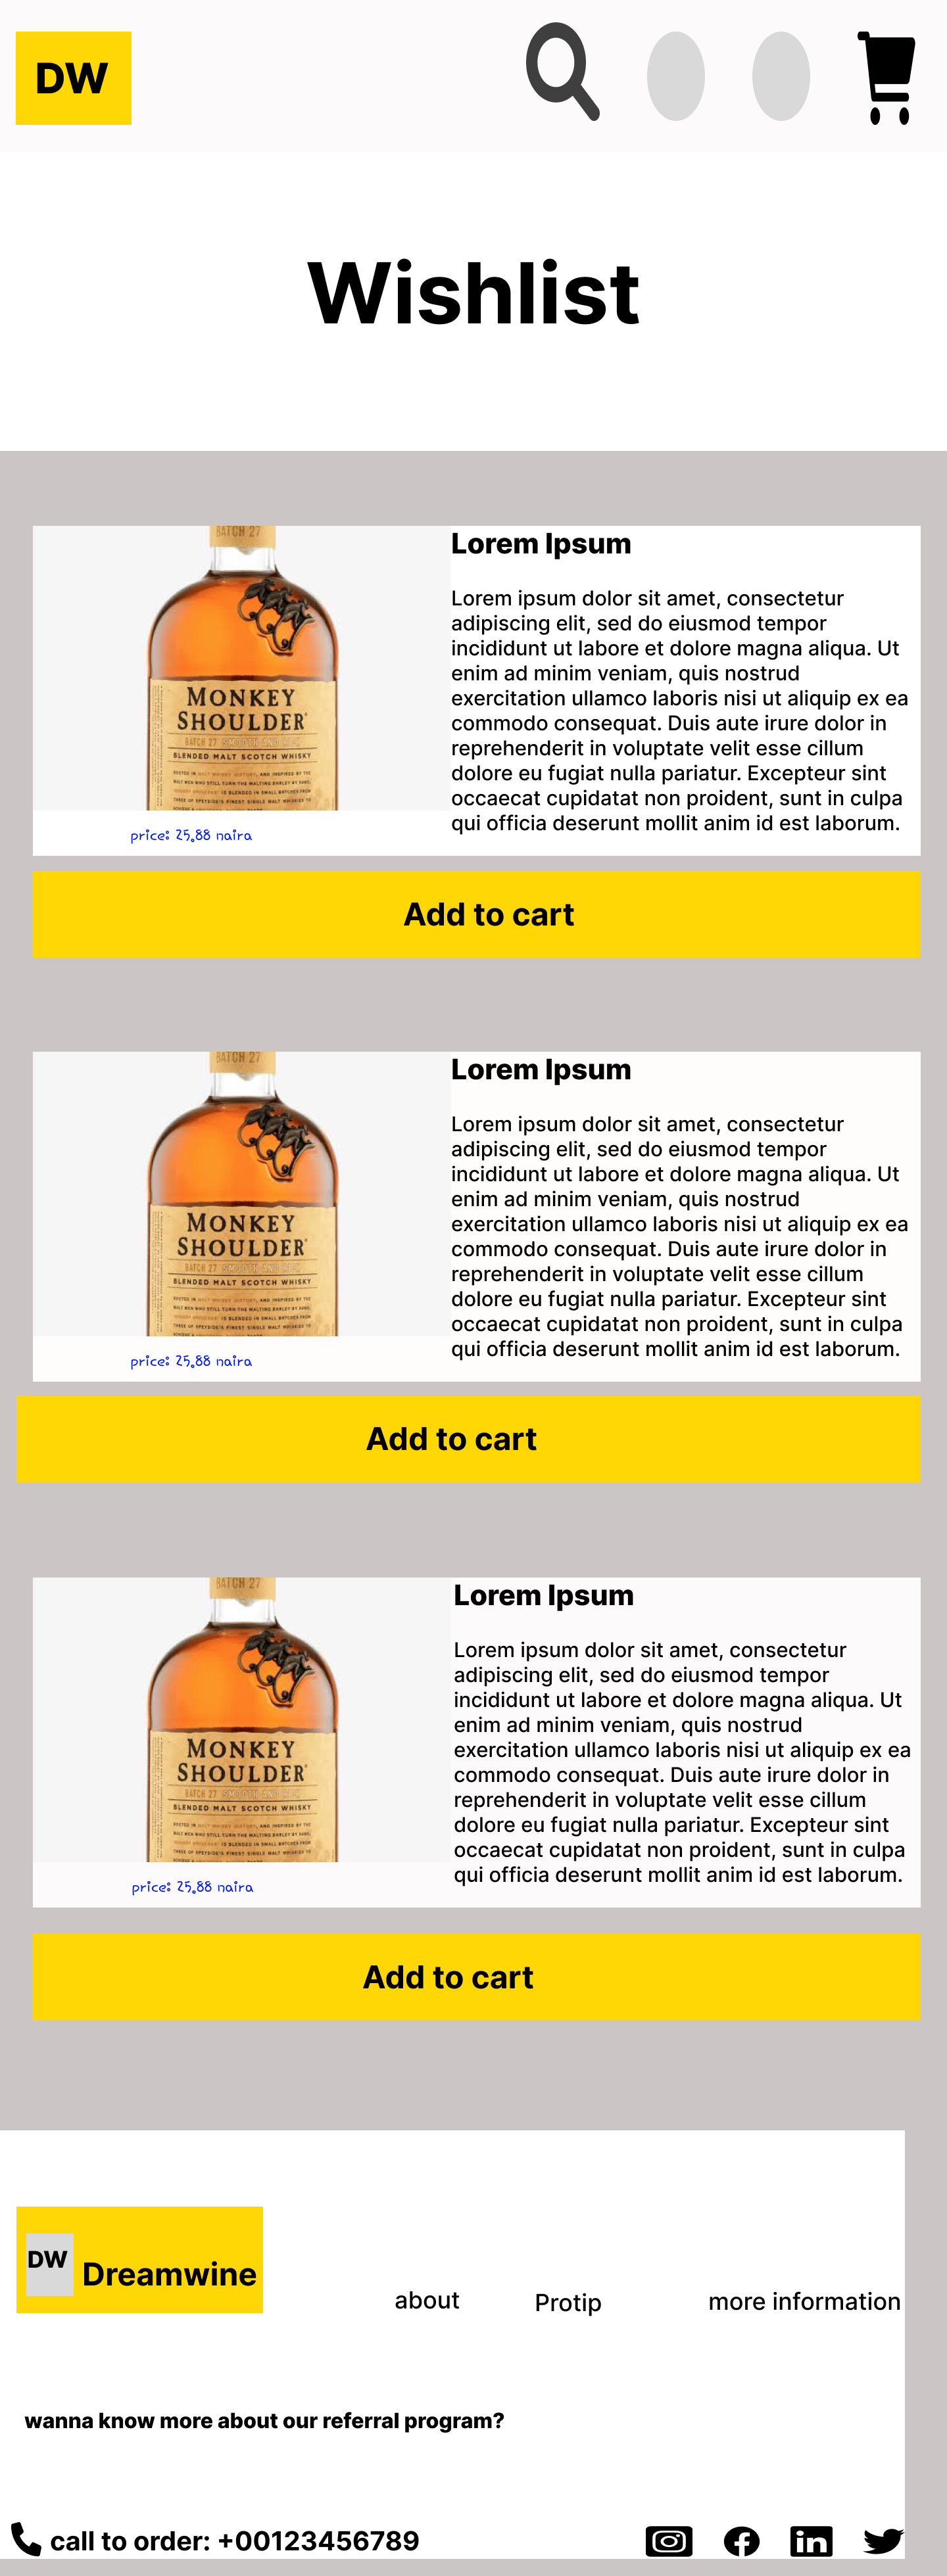 DW
Wishlist
BATCH 27
Lorem Ipsum
Lorem ipsum dolor sit amet, consectetur
adipiscing elit, sed do eiusmod tempor
incididunt ut labore et dolore magna aliqua. Ut
enim ad minim veniam, quis nostrud
exercitation ullamco laboris nisi ut aliquip ex ea
commodo consequat. Duis aute irure dolor in
reprehenderit in voluptate velit esse cillum
dolore eu fugiat nulla pariatur. Excepteur sint
occaecat cupidatat non proident, sunt in culpa
qui officia deserunt mollit anim id est laborum.
MONKEY
SHOULDER
BATCH 27 SMOOTH AND
BLENDED MALT SCOTCH WHISKY
price: 25,88 naira
Add to cart
BATCH 27
Lorem Ipsum
Lorem ipsum dolor sit amet, consectetur
adipiscing elit, sed do eiusmod tempor
incididunt ut labore et dolore magna aliqua. Ut
enim ad minim veniam, quis nostrud
exercitation ullamco laboris nisi ut aliquip ex ea
commodo consequat. Duis aute irure dolor in
reprehenderit in voluptate velit esse cillum
dolore eu fugiat nulla pariatur. Excepteur sint
occaecat cupidatat non proident, sunt in culpa
qui officia deserunt mollit anim id est laborum.
MONKEY
SHOULDER
BATCH 27 SMOOTH AND
BLENDED MALT SCOTCH WHISKY
price: 25,88 naira
Add to cart
BATCH 27
Lorem Ipsum
Lorem ipsum dolor sit amet, consectetur
adipiscing elit, sed do eiusmod tempor
incididunt ut labore et dolore magna aliqua. Ut
enim ad minim veniam, quis nostrud
exercitation ullamco laboris nisi ut aliquip ex ea
commodo consequat. Duis aute irure dolor in
reprehenderit in voluptate velit esse cillum
dolore eu fugiat nulla pariatur. Excepteur sint
occaecat cupidatat non proident, sunt in culpa
qui officia deserunt mollit anim id est laborum.
MONKEY
SHOULDER
BATCH 27 SMOOTH AND
BLENDED MALT SCOTCH WHISKY
price: 25,88 naira
Add to cart
DW Dreamwine
about
Protip
more information
wanna know more about our referral program?
call to order: +00123456789